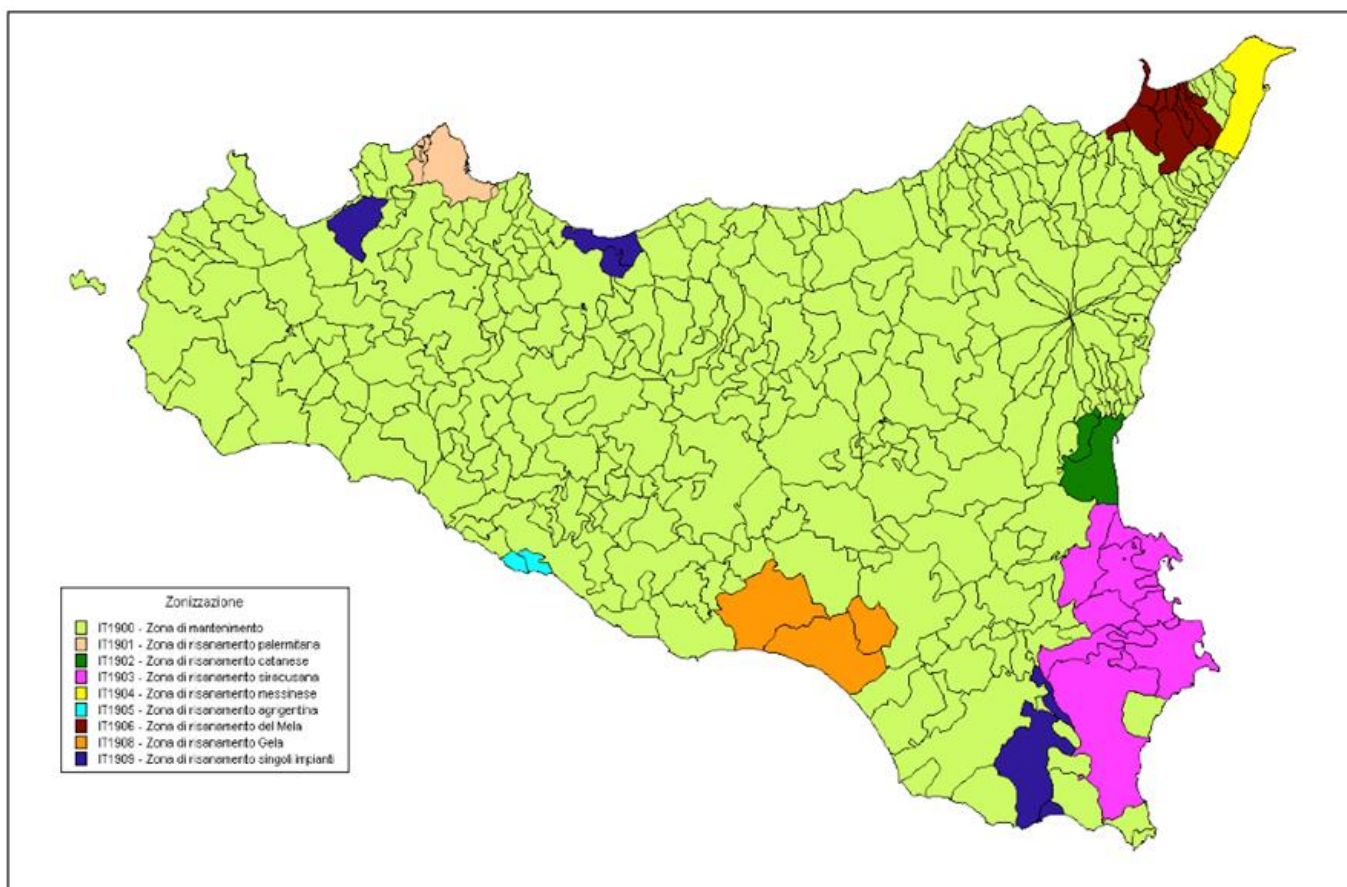 Zonizzazione
IT1900 - Zona di mantenimento
IT1901 - Zona di risanamento palermitana
IT1902 - Zona di risanamento catanese
IT1903 - Zona di risanamento siracusana
IT1904 - Zona di risanamento messinese
IT1905 - Zona di risanamento agrigentina
IT1906 - Zona di risanamento del Mela
IT1908 - Zona di risanamento Gela
IT1909 - Zona di risanamento singoli impianti